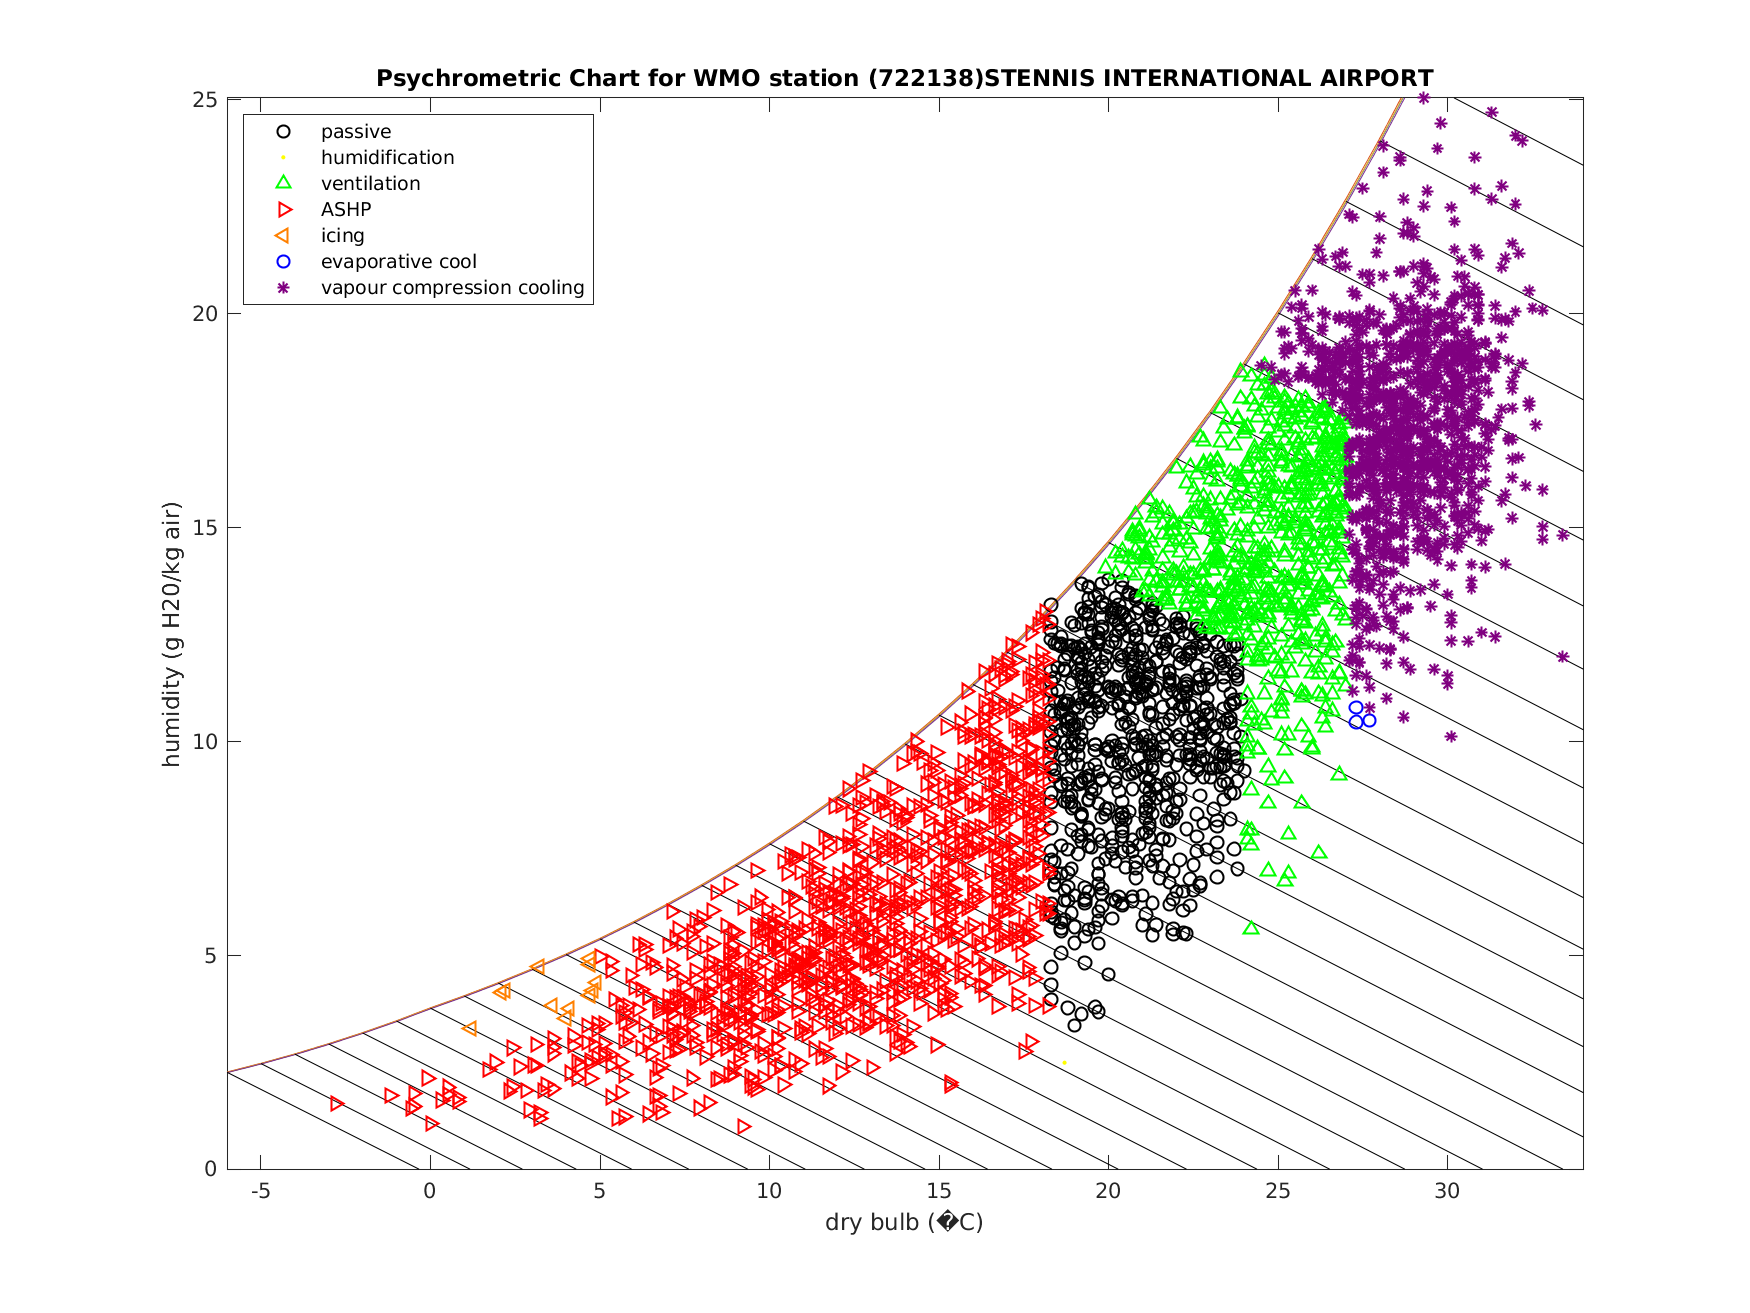 Psychrometric Chart for WMO station (722138)STENNIS INTERNATIONAL AIRPORT
25
20
15
10
5
0
humidity (g H20/kg air)
passive
humidification
ventilation
ASHP
icing
evaporative cool
vapour compression cooling
-5
0
5
10
15
20
25
30
dry bulb (�C)